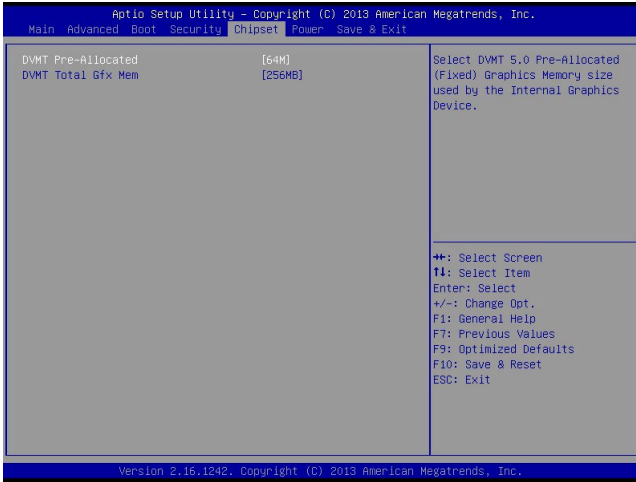 Aptio Setup Utility – Copyright (C) 2013 American Megatrends, Inc.
Main Advanced Boot Security Chipset Power Save & Exit
DVMT Pre-Allocated [64M]
DVMT Total Gfx Mem [256MB]
Select DVMT 5.0 Pre-Allocated
(Fixed) Graphics Memory size
used by the Internal Graphics
Device.
→←: Select Screen
↑↓: Select Item
Enter: Select
+/-: Change Opt.
F1: General Help
F7: Previous Values
F9: Optimized Defaults
F10: Save & Reset
ESC: Exit
Version 2.16.1242. Copyright (C) 2013 American Megatrends, Inc.